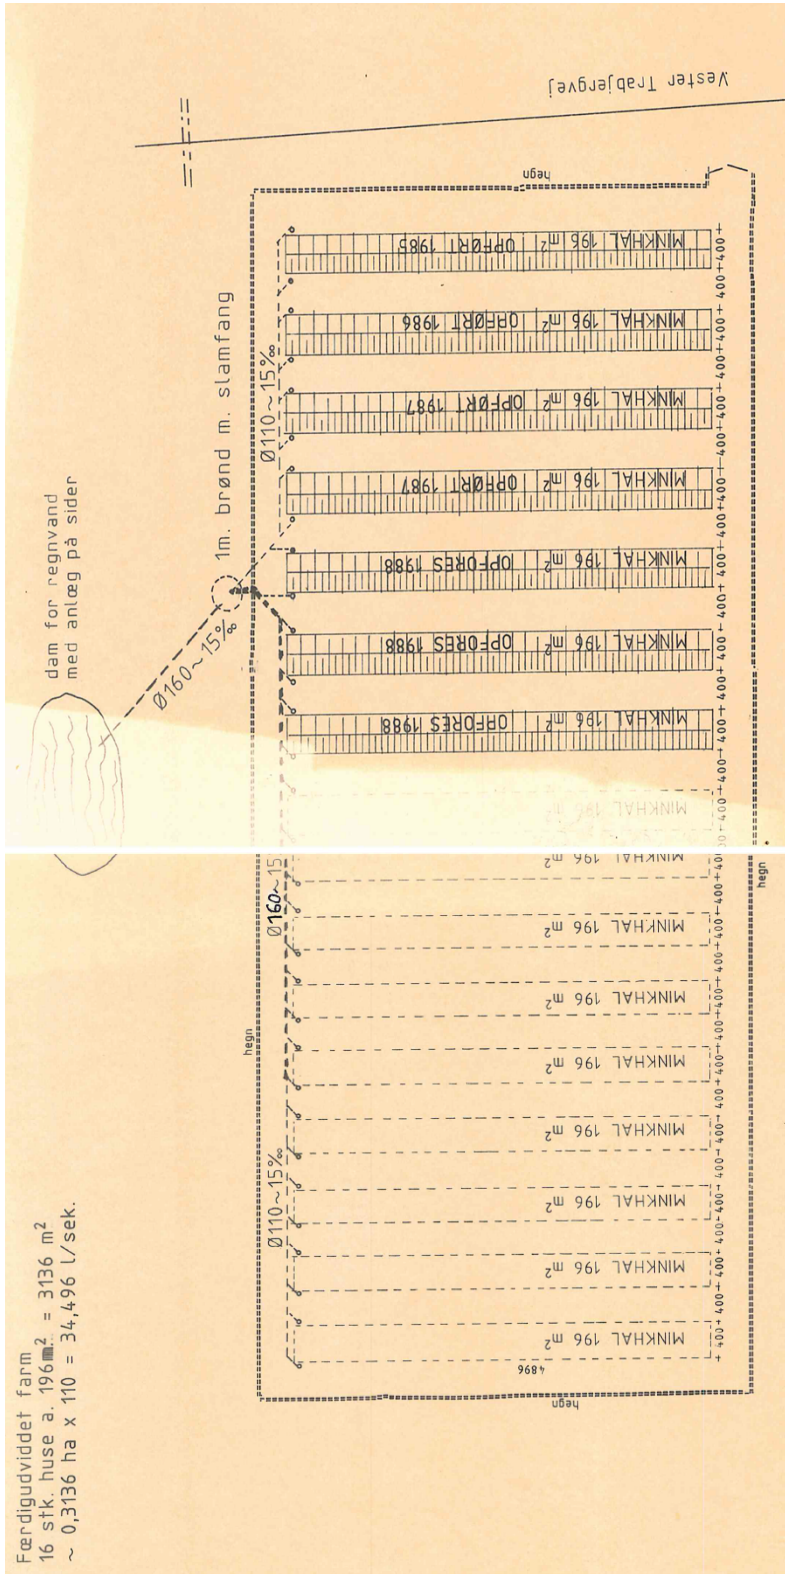 Vester Trabjergvej
hegn
MINKHAL 196 m² OPFØRT 1985
MINKHAL 196 m² OPFØRT 1986
MINKHAL 196 m² OPFØRT 1987
MINKHAL 196 m² OPFØRT 1987
MINKHAL 196 m² OPFØRES 1988
MINKHAL 196 m² OPFØRES 1988
MINKHAL 196 m² OPFØRES 1988
MINKHAL 196 m
Ø110~15‰
1m. brønd m. slamfang
dam for regnvand
med anlæg på sider
Ø160~15‰
MINKHAL 196 m²
MINKHAL 196 m²
MINKHAL 196 m²
MINKHAL 196 m²
MINKHAL 196 m²
MINKHAL 196 m²
MINKHAL 196 m²
MINKHAL 196 m²
4896
Ø160~15
Ø110~15‰
hegn
hegn
hegn
Færdigudviddet farm
16 stk. huse a. 196m² = 3136 m²
~ 0,3136 ha x 110 = 34,496 l/sek.